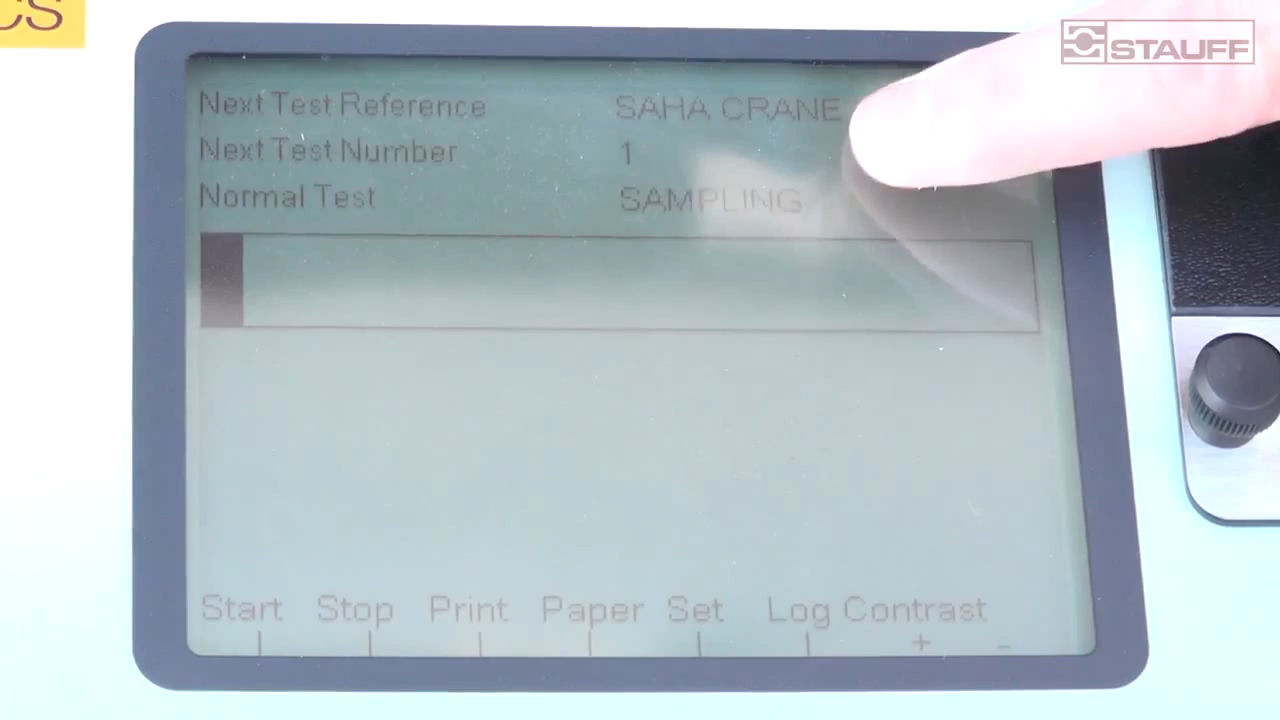 CS
STAUFF
Next Test Reference SAHA CRANE
Next Test Number 1
Normal Test SAMPLING
Start Stop Print Paper Set Log Contrast
+ -